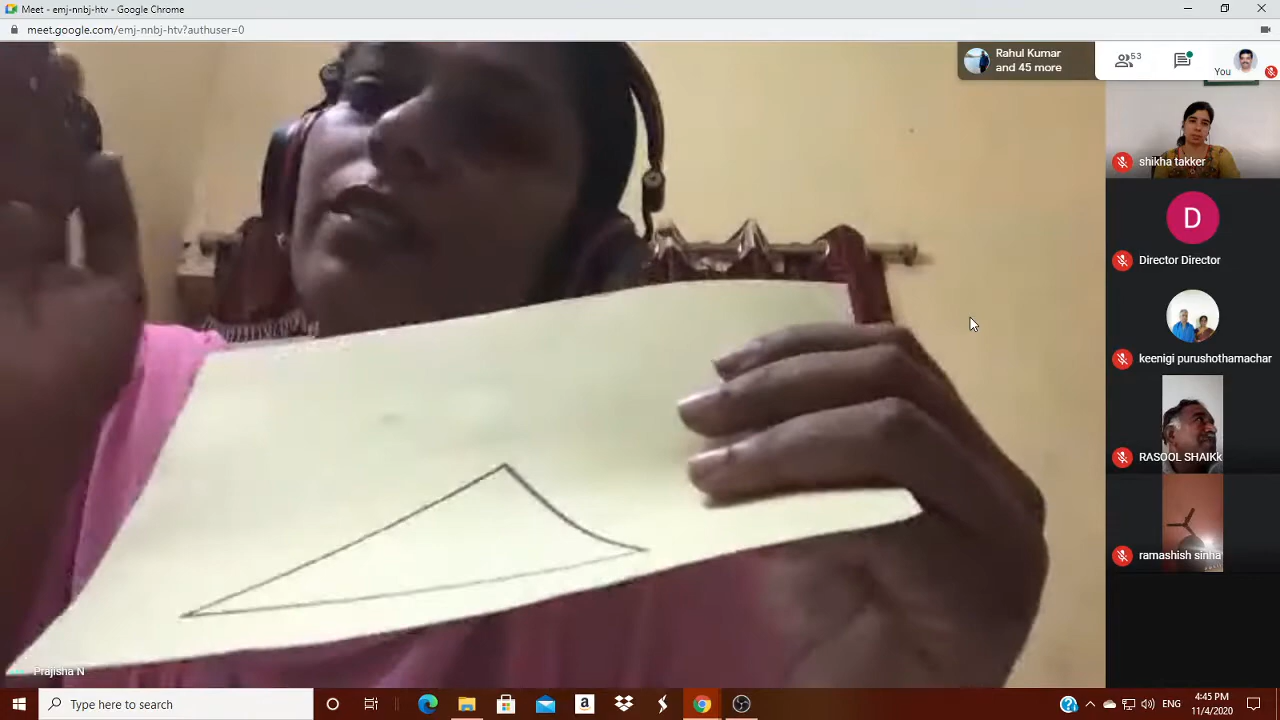 Meet - emj-nnbj-htv - Google Chrome
meet.google.com/emj-nnbj-htv?authuser=0
Rahul Kumar
and 45 more
53
You
shikha takker
D
Director Director
keenigi purushothamachar
RASOOL SHAIKk
ramashish sinha
Prajisha N
Type here to search
a
ENG
4:45 PM
11/4/2020